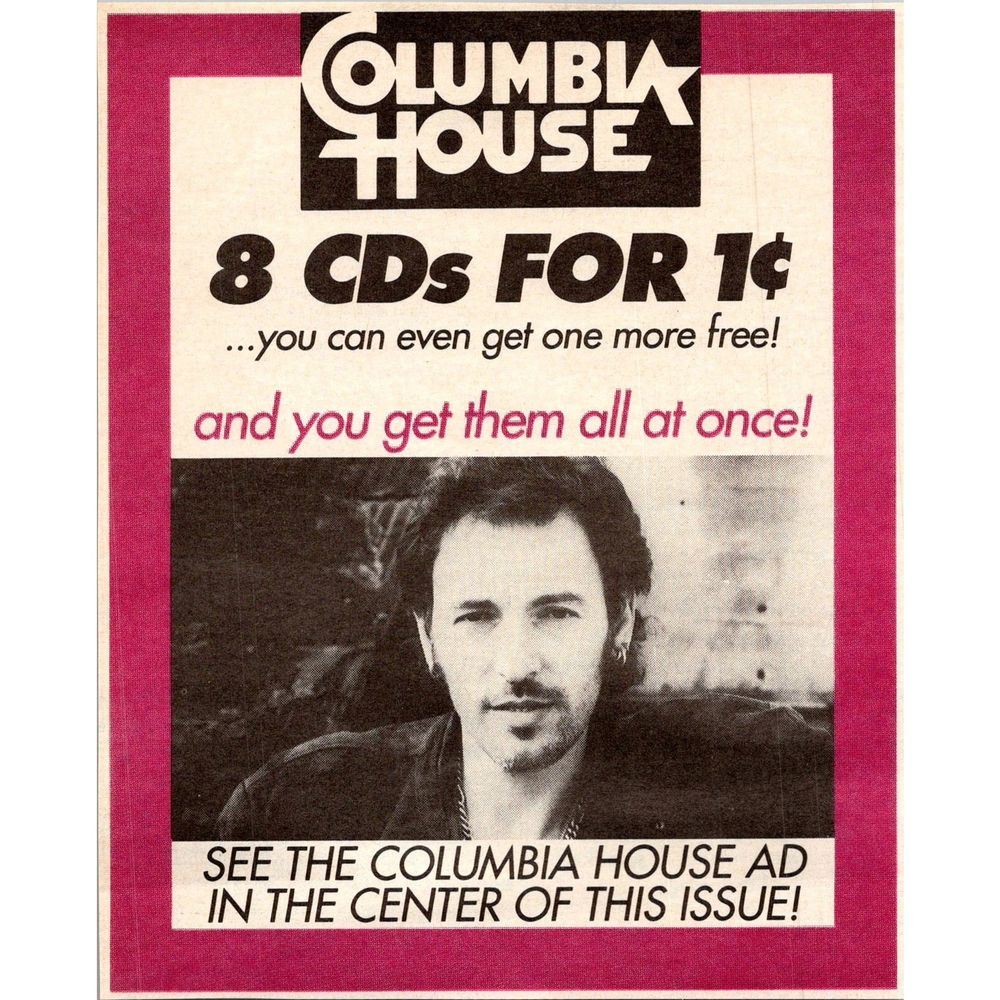 COLUMBIA
HOUSE
8 CDs FOR 1¢
...you can even get one more free!
and you get them all at once!
SEE THE COLUMBIA HOUSE AD
IN THE CENTER OF THIS ISSUE!